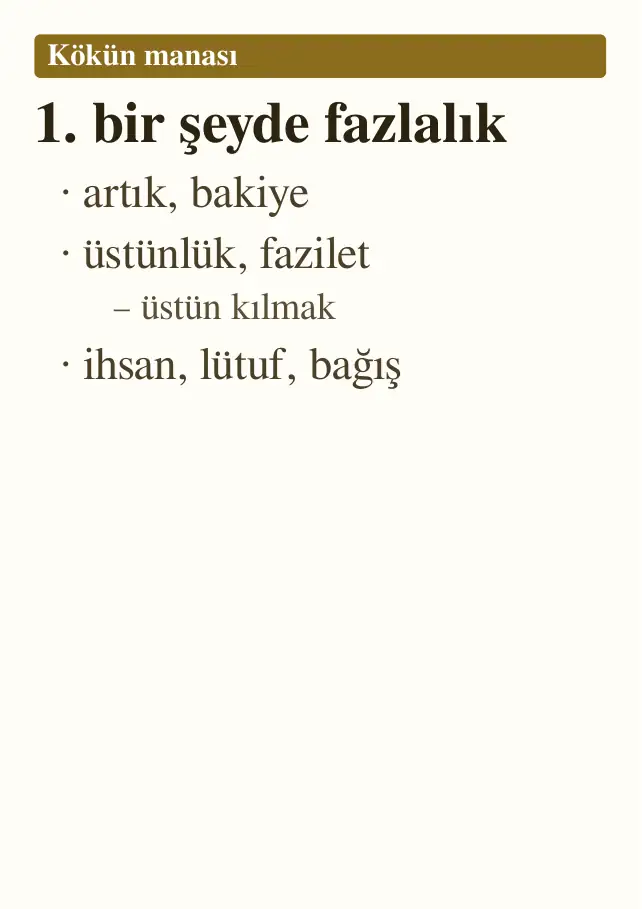 Kökün manası
1. bir şeyde fazlalık
· artık, bakiye
· üstünlük, fazilet
– üstün kılmak
· ihsan, lütuf, bağış